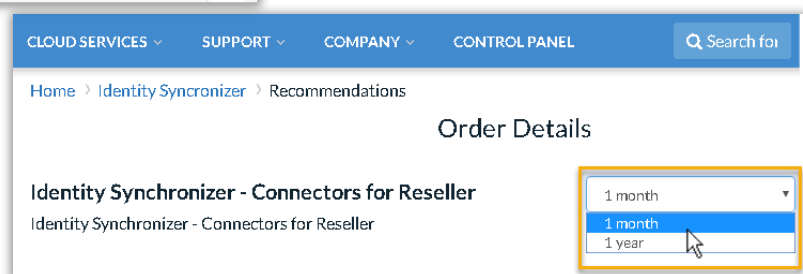 CLOUD SERVICES SUPPORT COMPANY CONTROL PANEL Search for
Home > Identity Syncronizer > Recommendations
Order Details
Identity Synchronizer - Connectors for Reseller
1 month
Identity Synchronizer - Connectors for Reseller
1 month
1 year